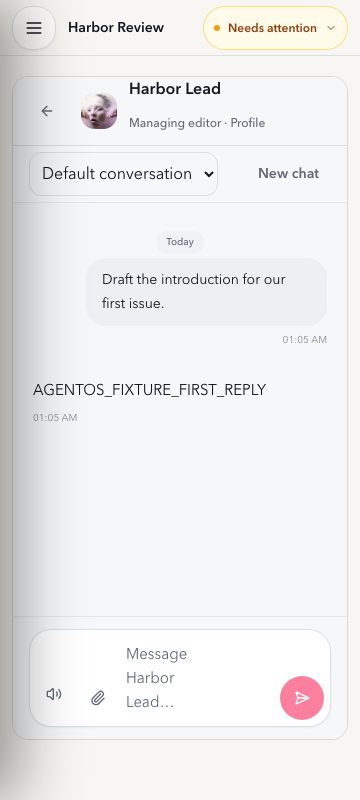 Harbor Review
Needs attention
Harbor Lead
Managing editor · Profile
Default conversation
New chat
Today
Draft the introduction for our
first issue.
01:05 AM
AGENTOS_FIXTURE_FIRST_REPLY
01:05 AM
Message
Harbor
Lead…